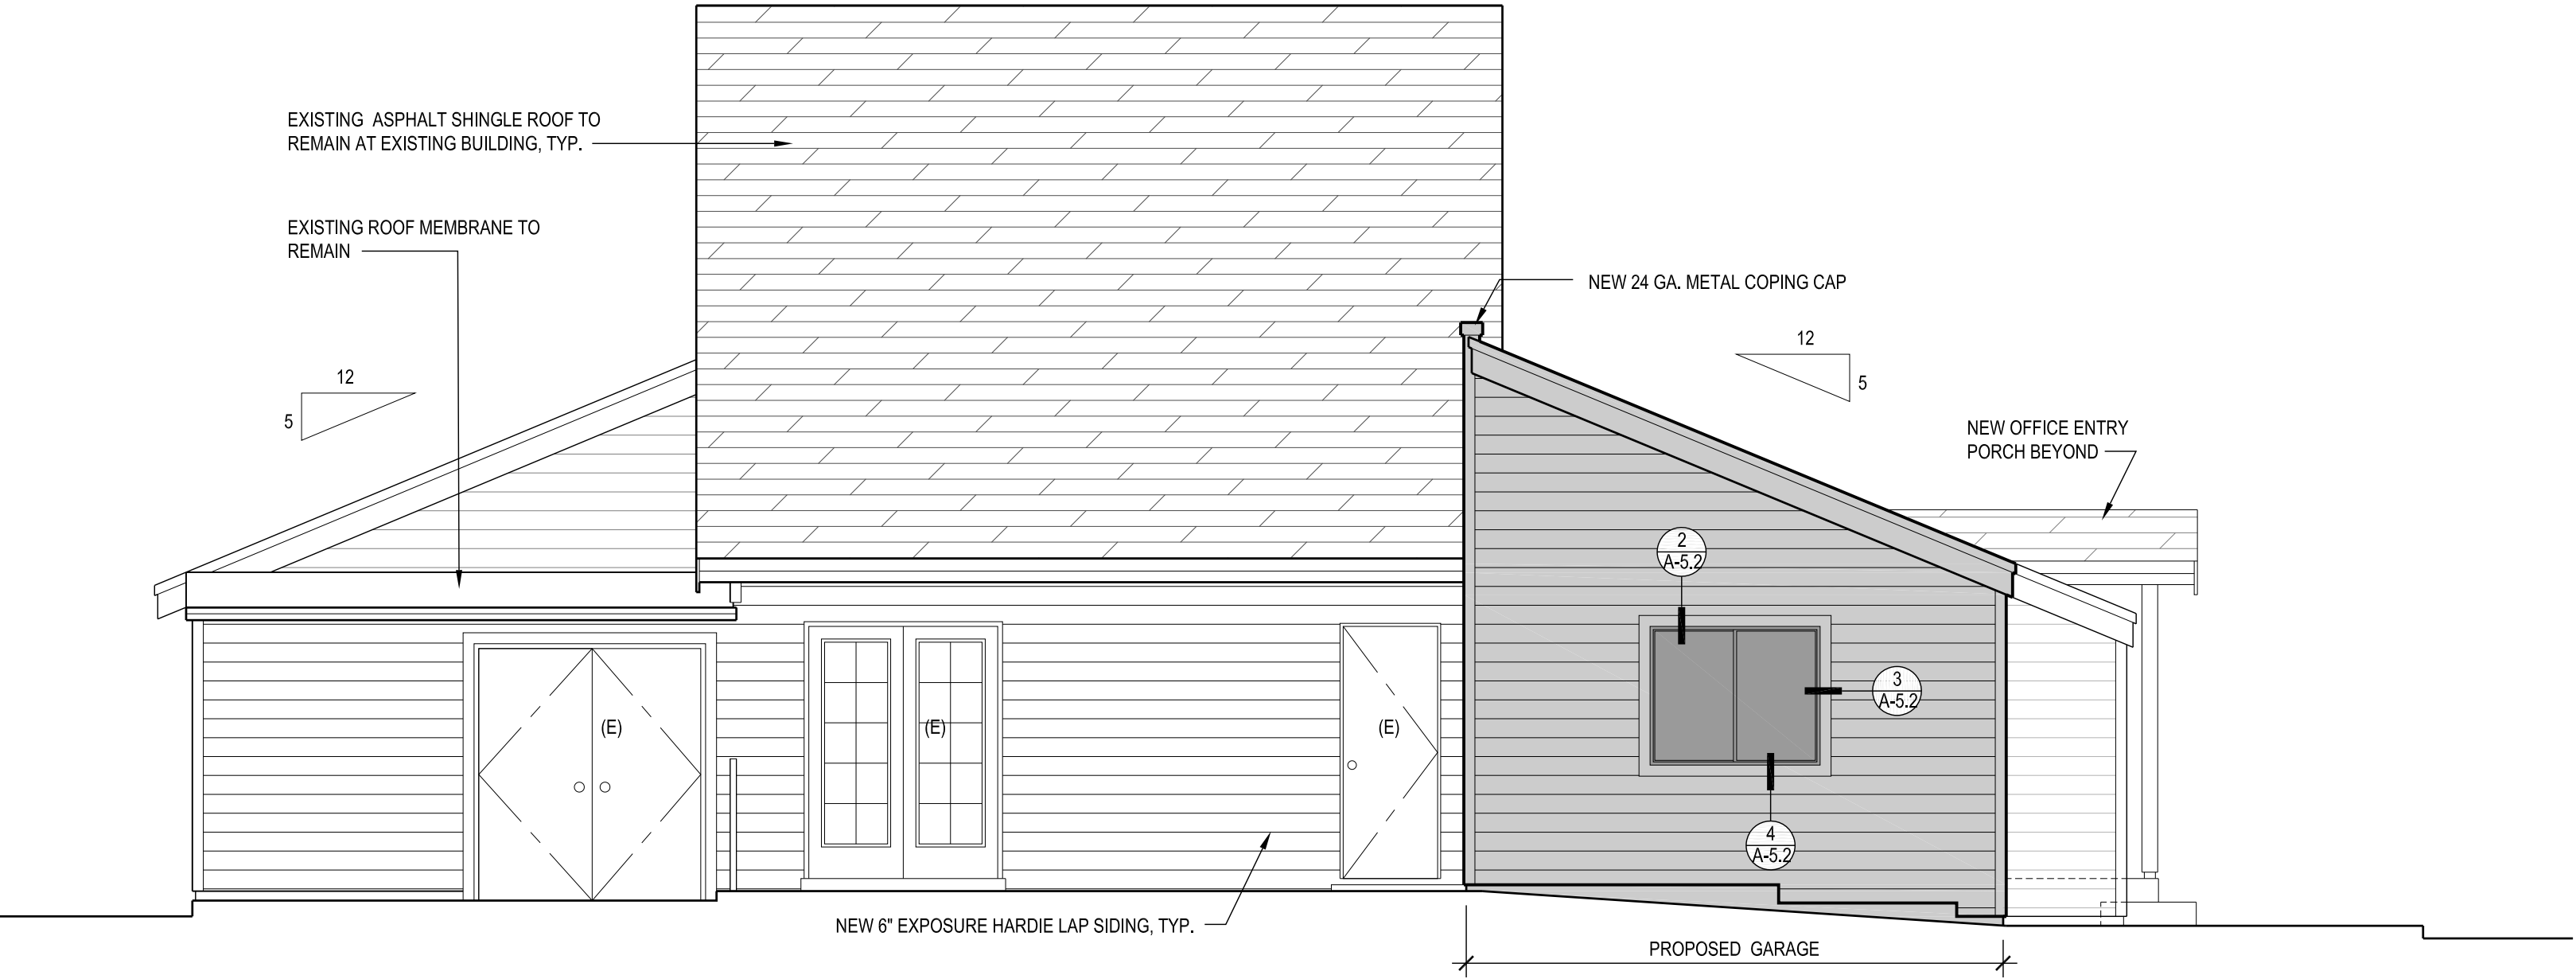 EXISTING ASPHALT SHINGLE ROOF TO
REMAIN AT EXISTING BUILDING, TYP.
EXISTING ROOF MEMBRANE TO
REMAIN
NEW 24 GA. METAL COPING CAP
12
5
12
5
NEW OFFICE ENTRY
PORCH BEYOND
2
A-5.2
3
A-5.2
(E)
(E)
(E)
4
A-5.2
NEW 6" EXPOSURE HARDIE LAP SIDING, TYP.
PROPOSED GARAGE